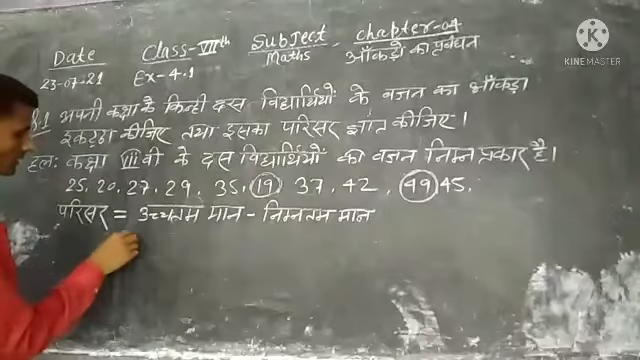 Date Class-VIIth Subject chapter-04
23-07-21 Ex-4.1 Maths आँकड़ो का प्रबंधन
Q.1 अपनी कक्षा के किन्ही दस विद्यार्थियों के वजन का आँकड़ा
इकट्ठा कीजिए तथा इसका परिसर ज्ञात कीजिए।
हल: कक्षा VII वी के दस विद्यार्थियों की वजन निम्न प्रकार है।
25, 20, 27, 29, 35, 19, 37, 42, 49, 45,
परिसर = उच्चतम मान - निम्नतम मान
KINEMASTER